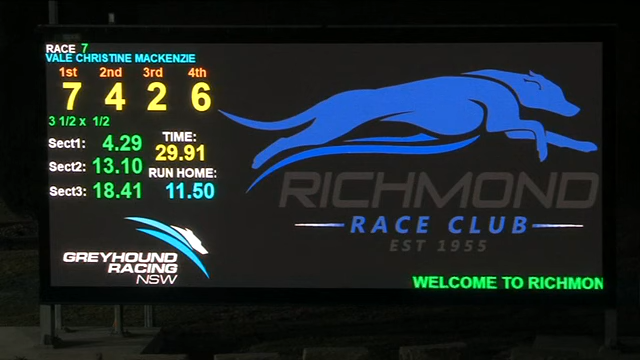 RACE 7
VALE CHRISTINE MACKENZIE
1st 2nd 3rd 4th
7 4 2 6
3 1/2 x 1/2
Sect1: 4.29
Sect2: 13.10
Sect3: 18.41
TIME:
29.91
RUN HOME:
11.50
GREYHOUND
RACING
NSW
RICHMOND
RACE CLUB
EST 1955
WELCOME TO RICHMON